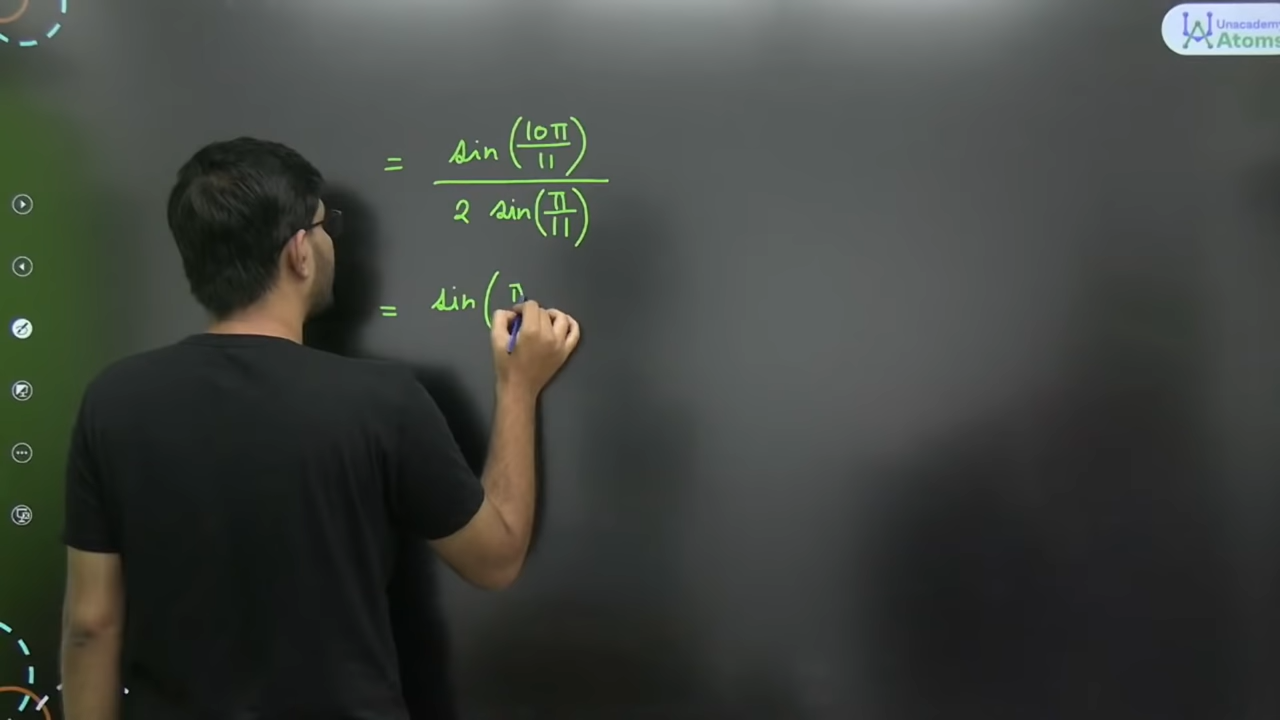 Unacademy
Atoms
= sin(10π/11) / 2 sin(π/11)
= sin(π